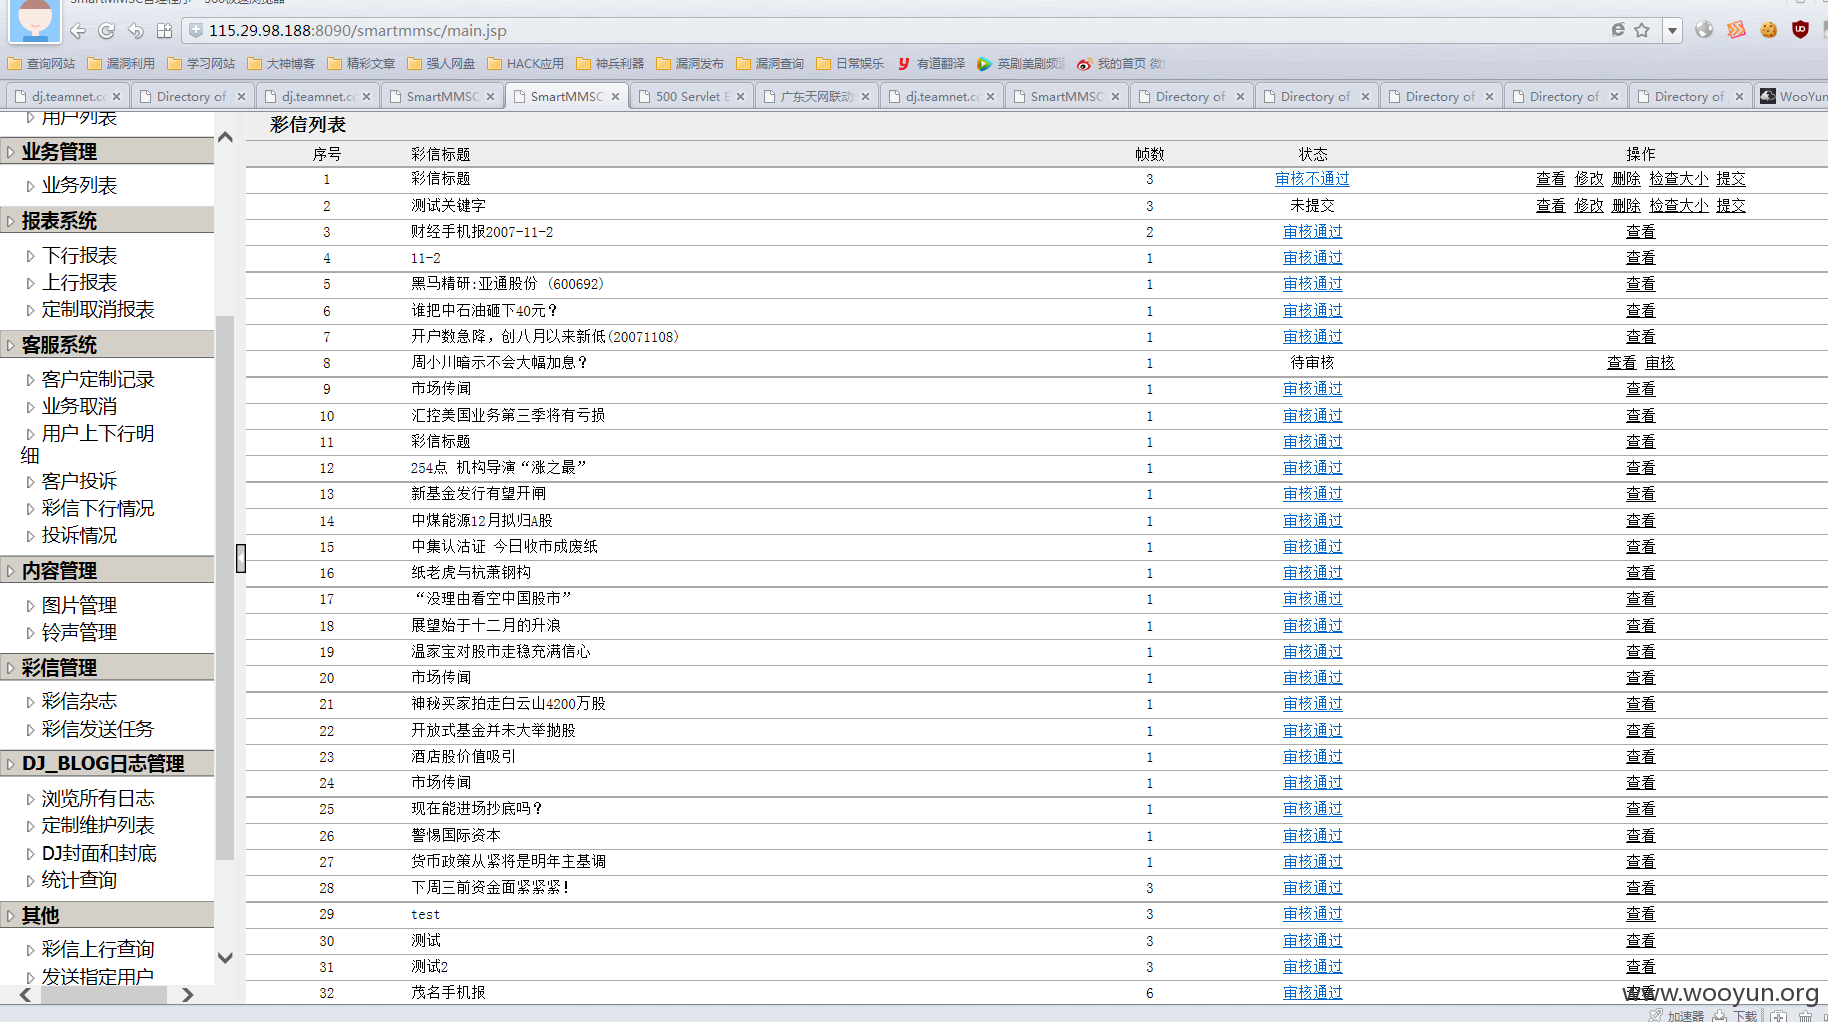 SmartMMSC管理程序 - 360极速浏览器
115.29.98.188:8090/smartmmsc/main.jsp
查询网站 漏洞利用 学习网站 大神博客 精彩文章 强人网盘 HACK应用 神兵利器 漏洞发布 漏洞查询 日常娱乐 有道翻译 英剧美剧频道 我的首页 微
dj.teamnet.co Directory of dj.teamnet.co SmartMMSC SmartMMSC 500 Servlet E 广东天网联动 dj.teamnet.co SmartMMSC Directory of Directory of Directory of Directory of Directory of WooYun
用户列表
业务管理
业务列表
报表系统
下行报表
上行报表
定制取消报表
客服系统
客户定制记录
业务取消
用户上下行明
细
客户投诉
彩信下行情况
投诉情况
内容管理
图片管理
铃声管理
彩信管理
彩信杂志
彩信发送任务
DJ_BLOG日志管理
浏览所有日志
定制维护列表
DJ封面和封底
统计查询
其他
彩信上行查询
发送指定用户
彩信列表
序号 彩信标题 帧数 状态 操作
1 彩信标题 3 审核不通过 查看 修改 删除 检查大小 提交
2 测试关键字 3 未提交 查看 修改 删除 检查大小 提交
3 财经手机报2007-11-2 2 审核通过 查看
4 11-2 1 审核通过 查看
5 黑马精研:亚通股份 (600692) 1 审核通过 查看
6 谁把中石油砸下40元? 1 审核通过 查看
7 开户数急降，创八月以来新低(20071108) 1 审核通过 查看
8 周小川暗示不会大幅加息? 1 待审核 查看 审核
9 市场传闻 1 审核通过 查看
10 汇控美国业务第三季将有亏损 1 审核通过 查看
11 彩信标题 1 审核通过 查看
12 254点 机构导演“涨之最” 1 审核通过 查看
13 新基金发行有望开闸 1 审核通过 查看
14 中煤能源12月拟归A股 1 审核通过 查看
15 中集认沽证 今日收市成废纸 1 审核通过 查看
16 纸老虎与杭萧钢构 1 审核通过 查看
17 “没理由看空中国股市” 1 审核通过 查看
18 展望始于十二月的升浪 1 审核通过 查看
19 温家宝对股市走稳充满信心 1 审核通过 查看
20 市场传闻 1 审核通过 查看
21 神秘买家拍走白云山4200万股 1 审核通过 查看
22 开放式基金并未大举抛股 1 审核通过 查看
23 酒店股价值吸引 1 审核通过 查看
24 市场传闻 1 审核通过 查看
25 现在能进场抄底吗? 1 审核通过 查看
26 警惕国际资本 1 审核通过 查看
27 货币政策从紧将是明年主基调 1 审核通过 查看
28 下周三前资金面紧紧紧! 3 审核通过 查看
29 test 3 审核通过 查看
30 测试 3 审核通过 查看
31 测试2 3 审核通过 查看
32 茂名手机报 6 审核通过 查看
www.wooyun.org
加速器 下载